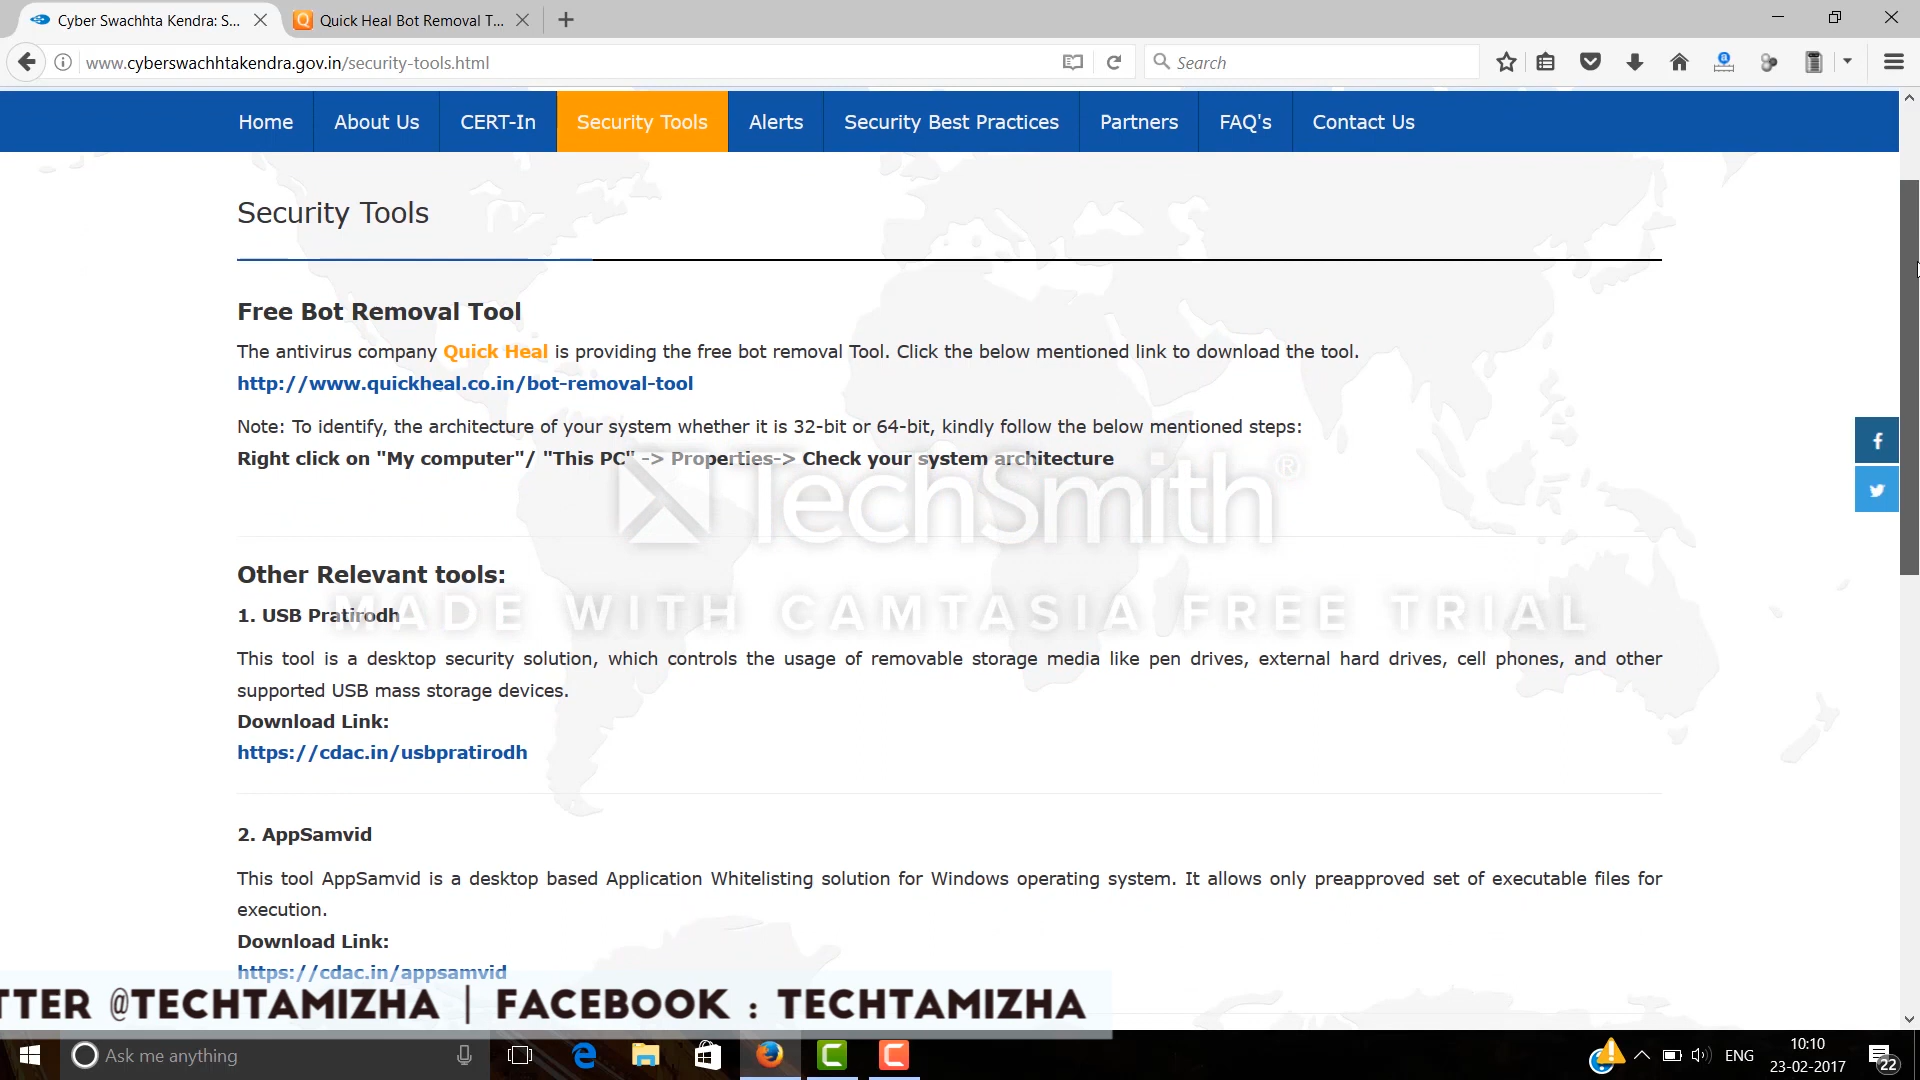 Cyber Swachhta Kendra: S...
Quick Heal Bot Removal T...
www.cyberswachhtakendra.gov.in/security-tools.html
Search
Home
About Us
CERT-In
Security Tools
Alerts
Security Best Practices
Partners
FAQ's
Contact Us
Security Tools
Free Bot Removal Tool
The antivirus company Quick Heal is providing the free bot removal Tool. Click the below mentioned link to download the tool.
http://www.quickheal.co.in/bot-removal-tool
Note: To identify, the architecture of your system whether it is 32-bit or 64-bit, kindly follow the below mentioned steps:
Right click on "My computer"/ "This PC" -> Properties-> Check your system architecture
TechSmith®
Other Relevant tools:
MADE WITH CAMTASIA FREE TRIAL
1. USB Pratirodh
This tool is a desktop security solution, which controls the usage of removable storage media like pen drives, external hard drives, cell phones, and other
supported USB mass storage devices.
Download Link:
https://cdac.in/usbpratirodh
2. AppSamvid
This tool AppSamvid is a desktop based Application Whitelisting solution for Windows operating system. It allows only preapproved set of executable files for
execution.
Download Link:
https://cdac.in/appsamvid
TTER @TECHTAMIZHA | FACEBOOK : TECHTAMIZHA
Ask me anything
ENG
10:10
23-02-2017
22